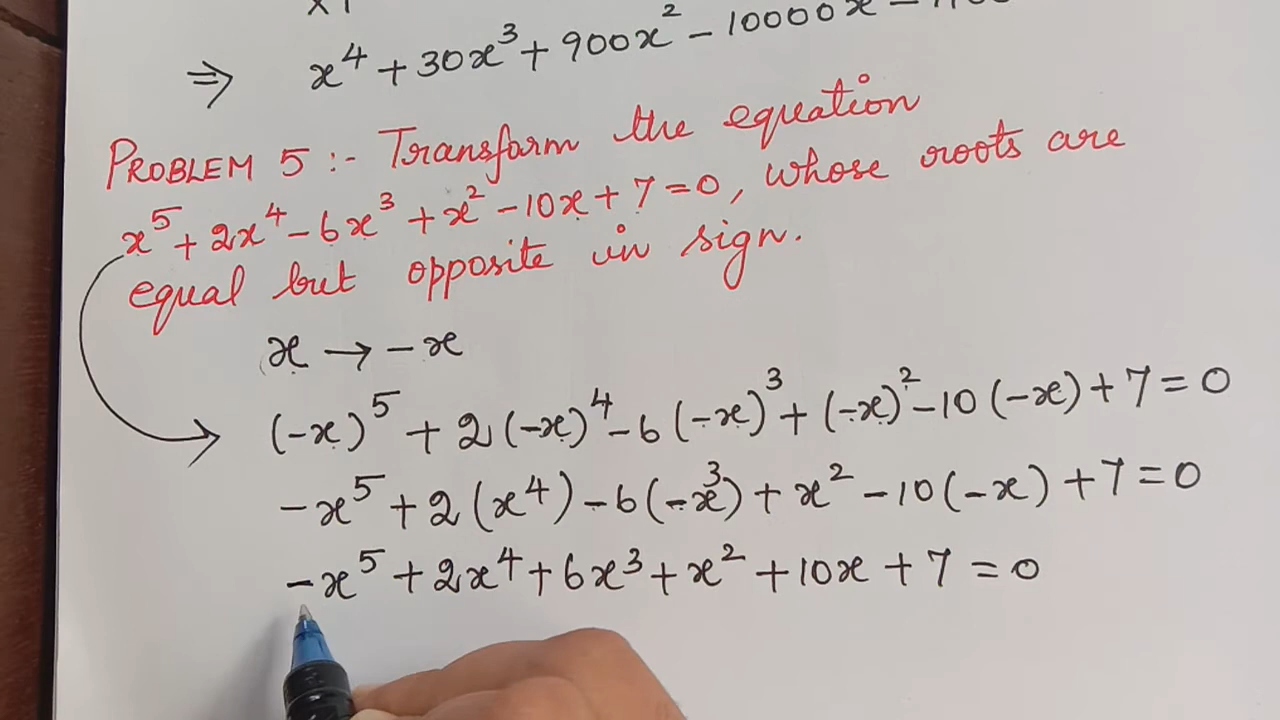 ⇒ x⁴ + 30x³ + 900x² - 10000x
PROBLEM 5 :- Transform the equation
x⁵ + 2x⁴ - 6x³ + x² - 10x + 7 = 0, whose roots are
equal but opposite in sign.
x → -x
(-x)⁵ + 2(-x)⁴ - 6(-x)³ + (-x)² - 10(-x) + 7 = 0
-x⁵ + 2(x⁴) - 6(-x³) + x² - 10(-x) + 7 = 0
-x⁵ + 2x⁴ + 6x³ + x² + 10x + 7 = 0